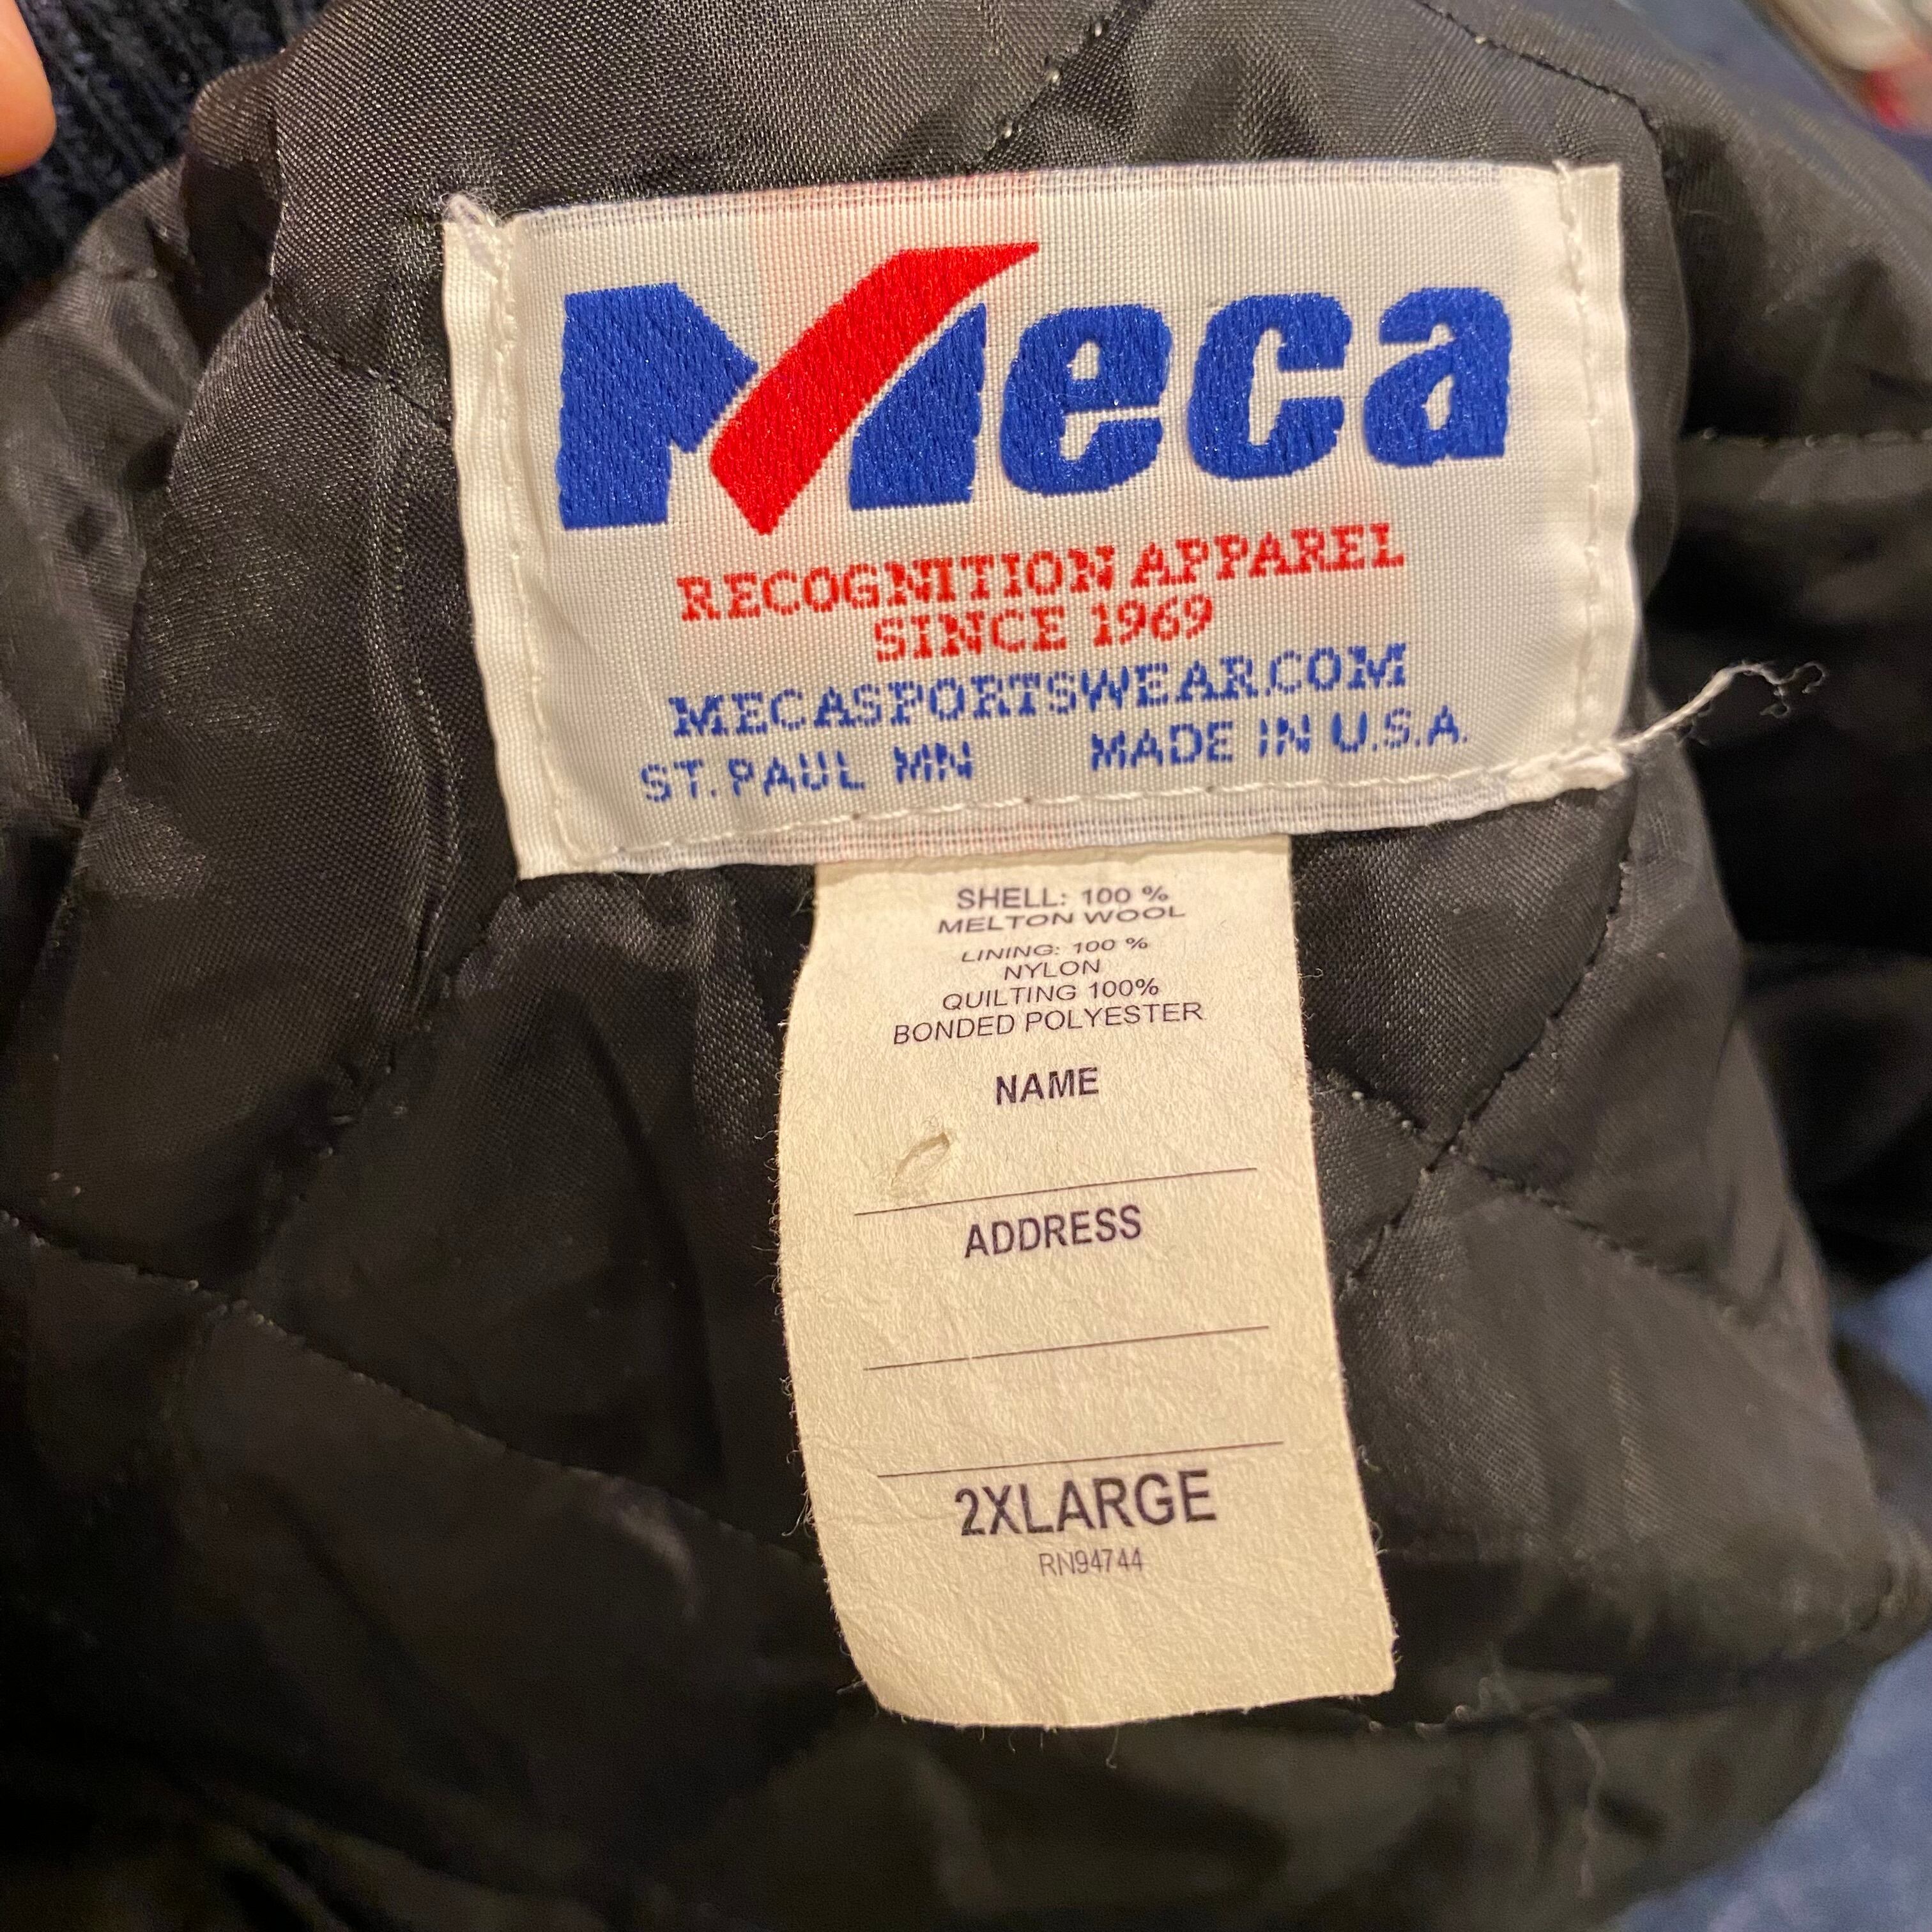 Meca
RECOGNITION APPAREL
SINCE 1969
MECASPORTSWEAR.COM
ST. PAUL MN MADE IN U.S.A.
SHELL: 100 %
MELTON WOOL
LINING: 100 %
NYLON
QUILTING 100%
BONDED POLYESTER
NAME
ADDRESS
2XLARGE
RN94744